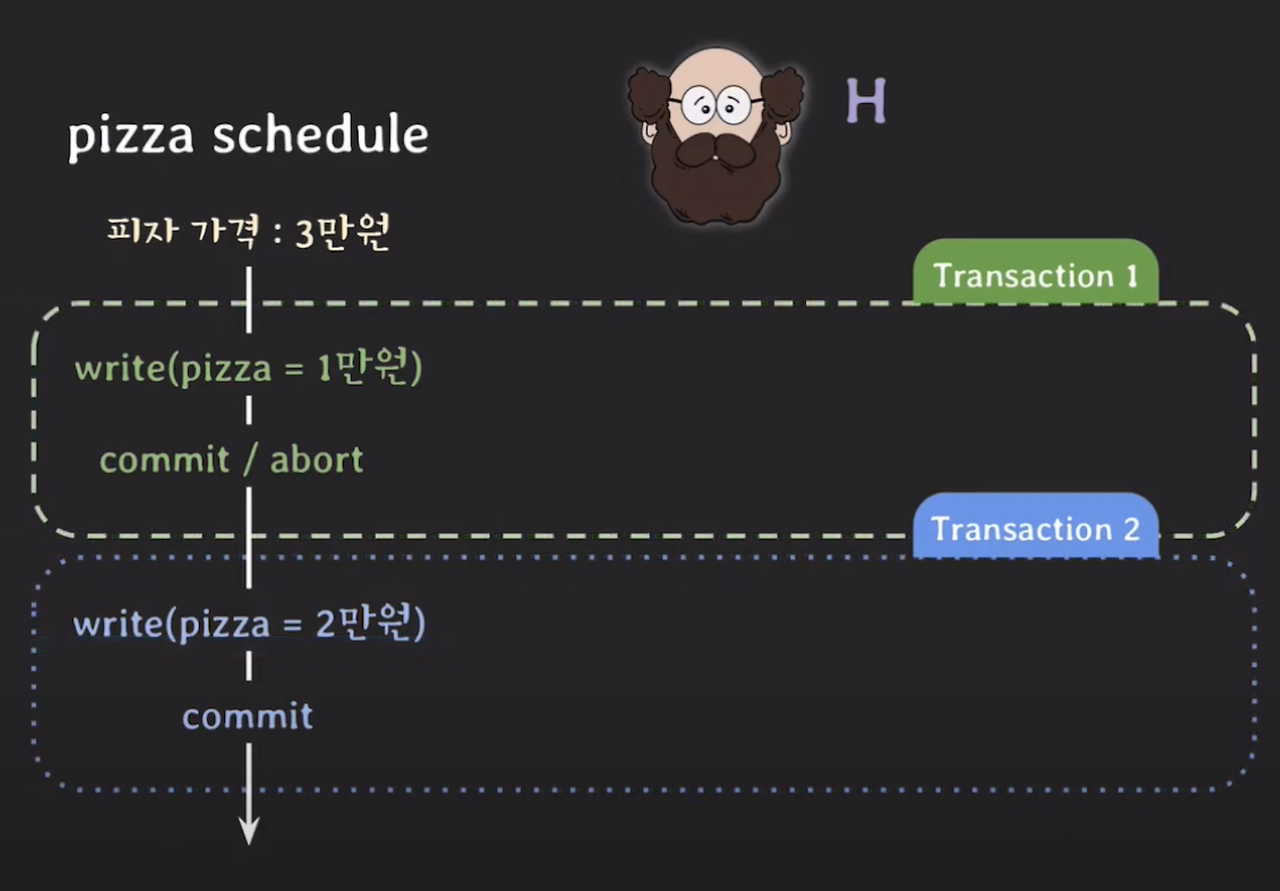 H
pizza schedule
피자 가격 : 3만원
Transaction 1
write(pizza = 1만원)
commit / abort
Transaction 2
write(pizza = 2만원)
commit